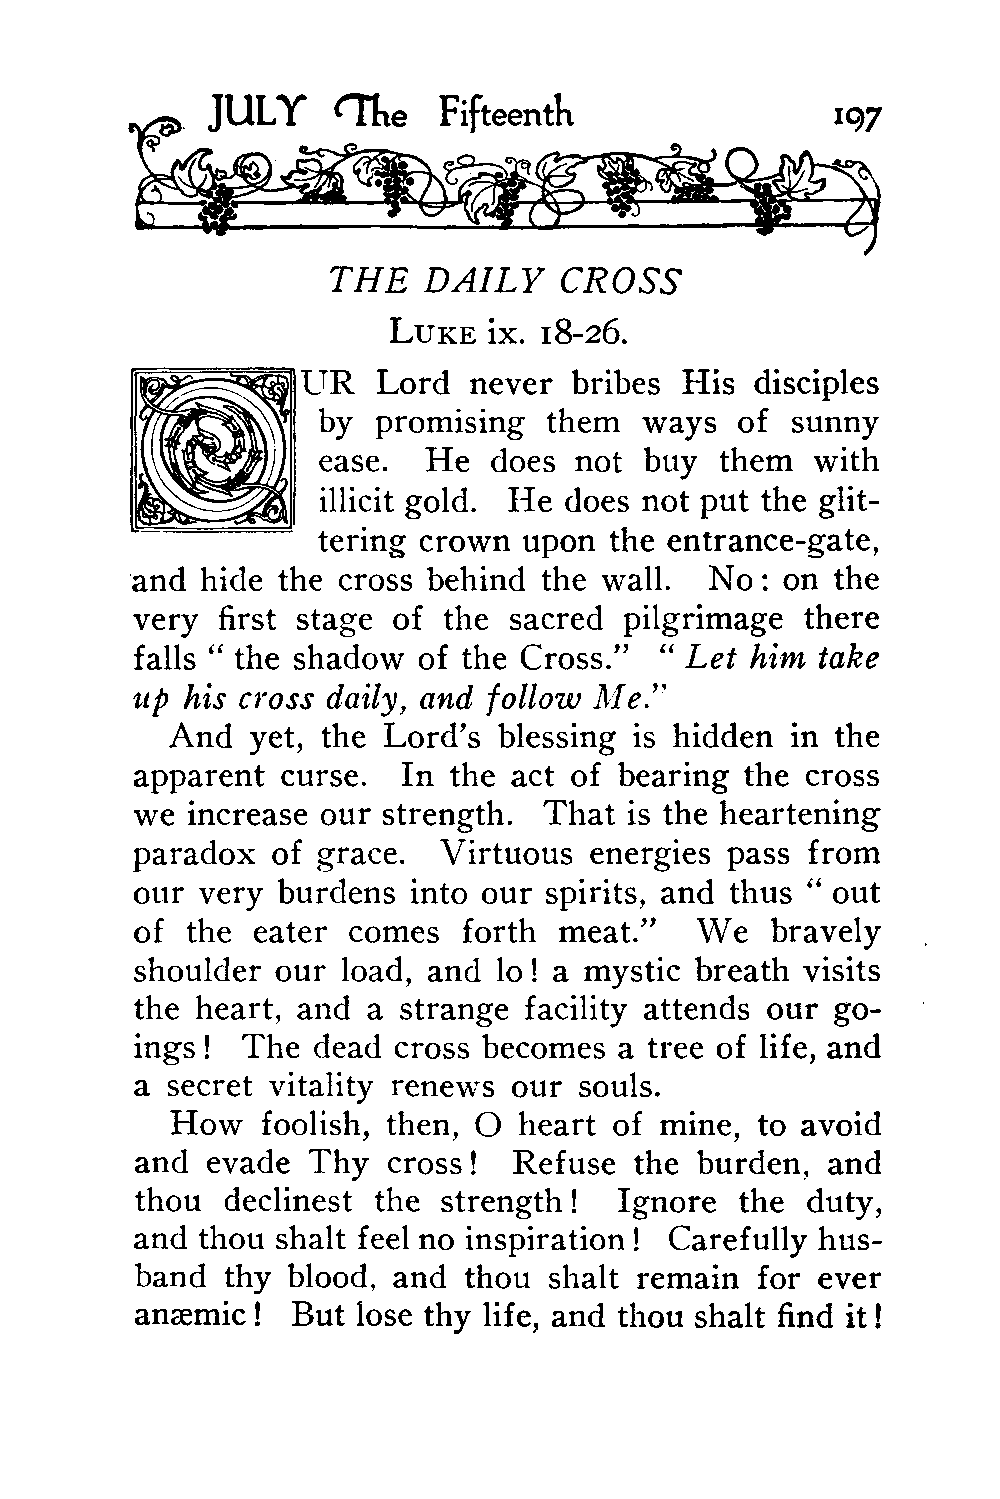 JULY The Fifteenth 197
THE DAILY CROSS
LUKE ix. 18-26.
OUR Lord never bribes His disciples
by promising them ways of sunny
ease. He does not buy them with
illicit gold. He does not put the glit-
tering crown upon the entrance-gate,
and hide the cross behind the wall. No: on the
very first stage of the sacred pilgrimage there
falls “ the shadow of the Cross.” “ Let him take
up his cross daily, and follow Me.”
And yet, the Lord’s blessing is hidden in the
apparent curse. In the act of bearing the cross
we increase our strength. That is the heartening
paradox of grace. Virtuous energies pass from
our very burdens into our spirits, and thus “ out
of the eater comes forth meat.” We bravely
shoulder our load, and lo! a mystic breath visits
the heart, and a strange facility attends our go-
ings! The dead cross becomes a tree of life, and
a secret vitality renews our souls.
How foolish, then, O heart of mine, to avoid
and evade Thy cross! Refuse the burden, and
thou declinest the strength! Ignore the duty,
and thou shalt feel no inspiration! Carefully hus-
band thy blood, and thou shalt remain for ever
anæmic! But lose thy life, and thou shalt find it!